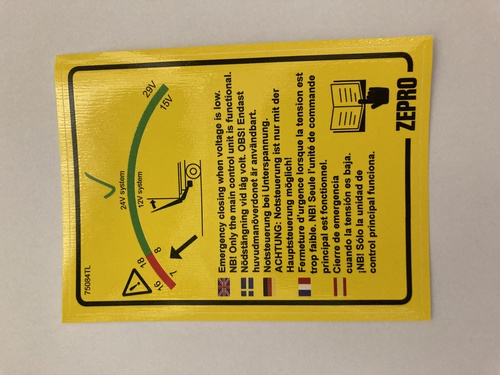 75084TL
24V system
12V system
29V
15V
18
8
16
7
Emergency closing when voltage is low.
NB! Only the main control unit is functional.
Nödstängning vid låg volt. OBS! Endast
huvudmanöverdonet är användbart.
Notbetätigung bei Unterspannung.
ACHTUNG: Notsteuerung ist nur mit der
Hauptsteuerung möglich!
Fermeture d'urgence lorsque la tension est
trop faible. NB! Seule l'unité de commande
principal est fonctionnel.
Cierre de emergencia
cuando la tensión es baja.
¡NB! Sólo la unidad de
control principal funciona.
ZEPRO